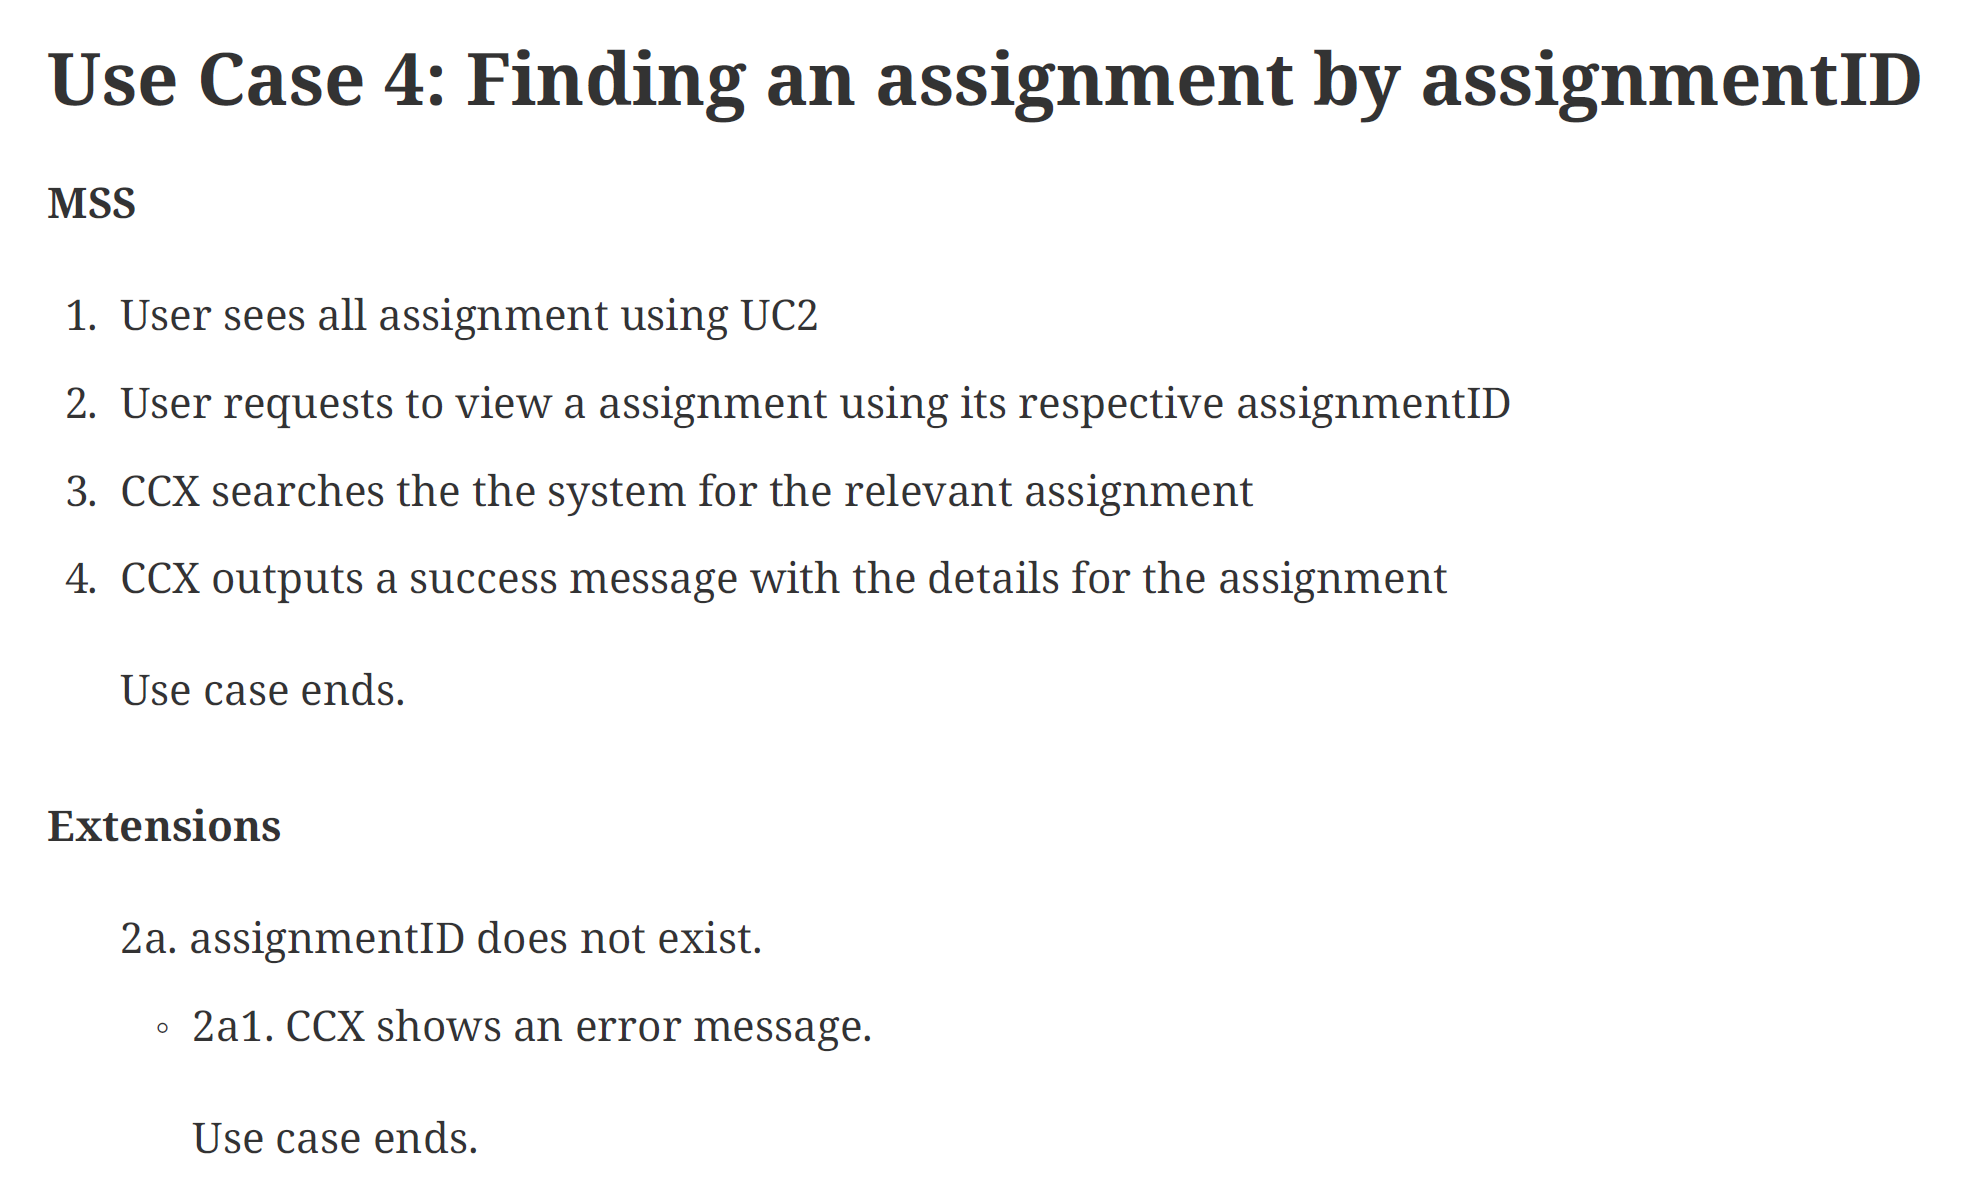 Use Case 4: Finding an assignment by assignmentID
MSS
1. User sees all assignment using UC2
2. User requests to view a assignment using its respective assignmentID
3. CCX searches the the system for the relevant assignment
4. CCX outputs a success message with the details for the assignment
Use case ends.
Extensions
2a. assignmentID does not exist.
◦ 2a1. CCX shows an error message.
Use case ends.